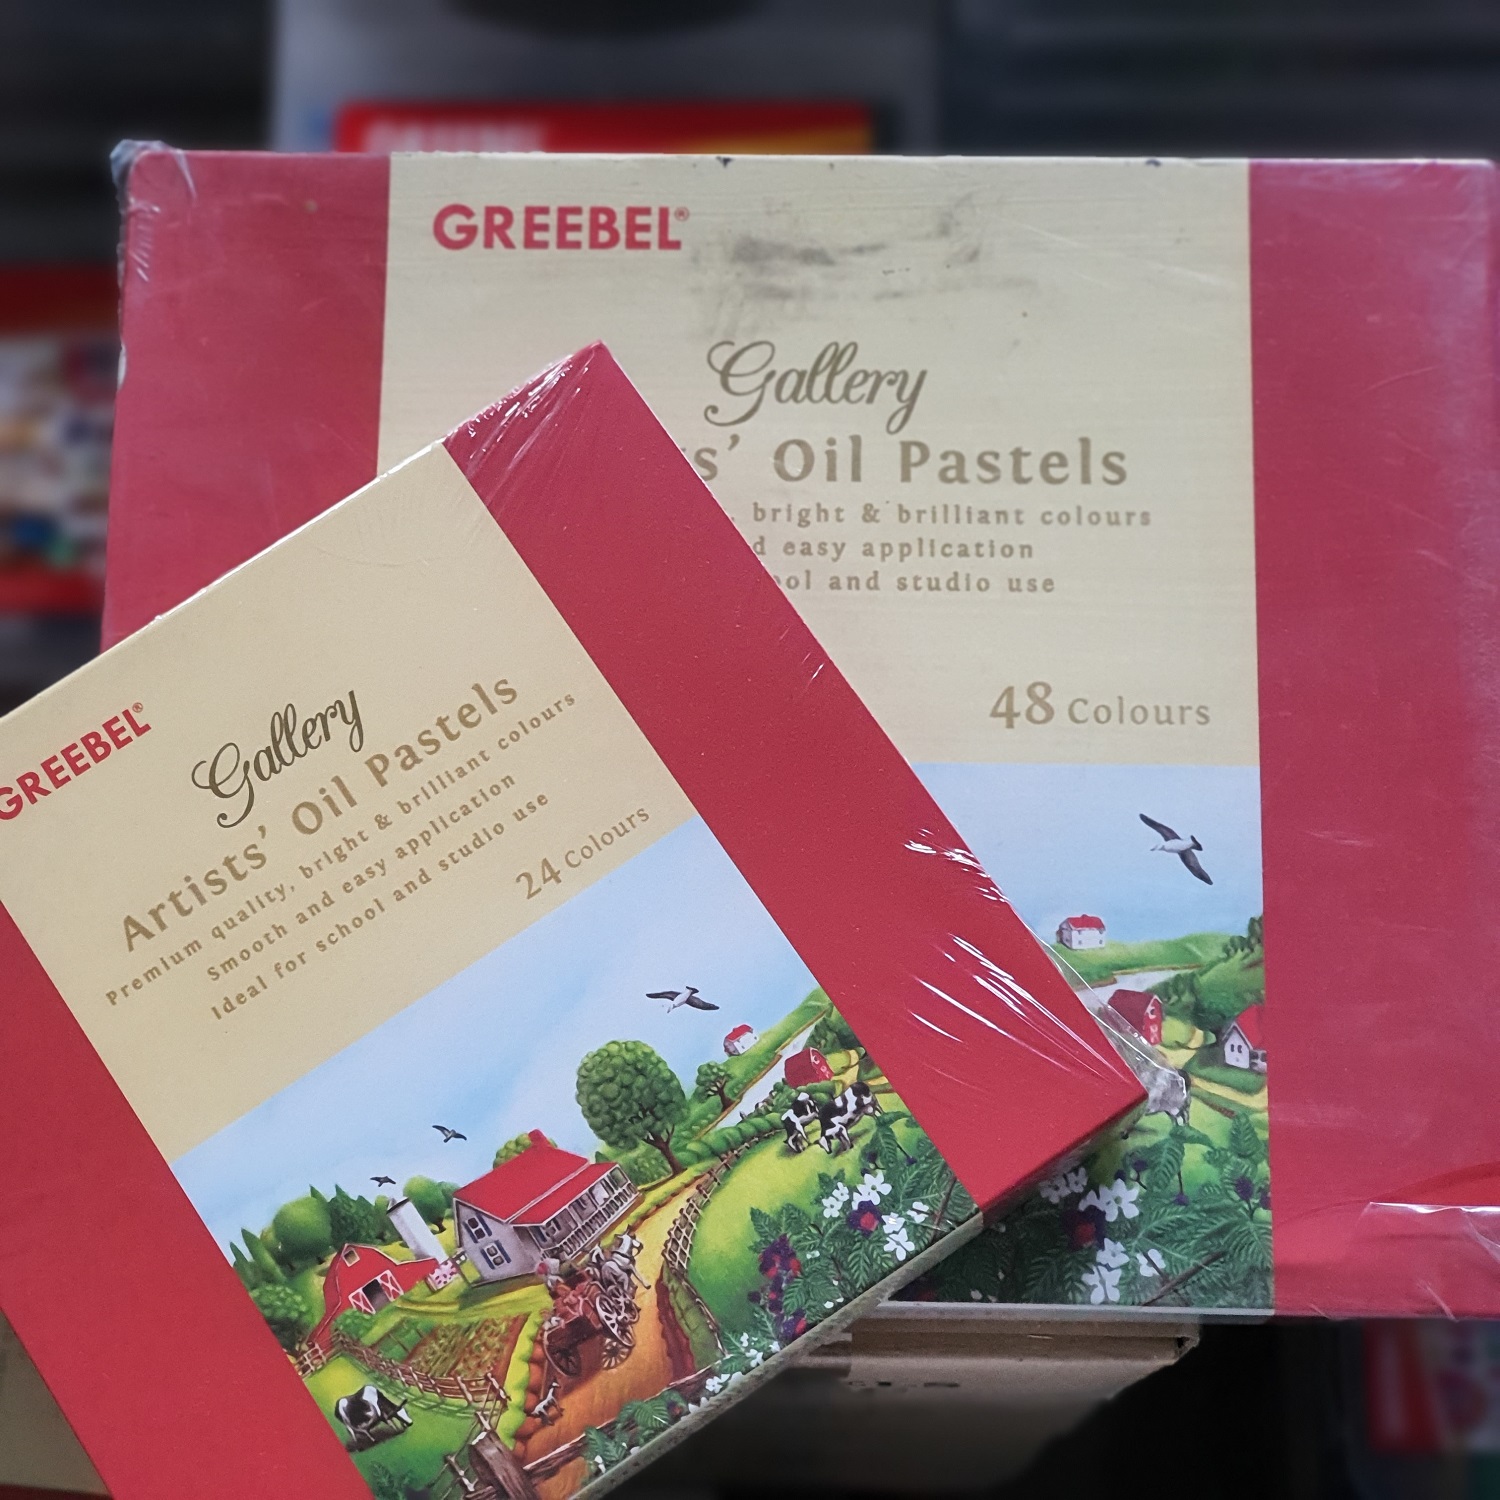 GREEBEL®
Gallery
Oil Pastels
bright & brilliant colours
easy application
and studio use
48 Colours
GREEBEL®
Gallery
Artists' Oil Pastels
Premium quality, bright & brilliant colours
Smooth and easy application
Ideal for school and studio use
24 Colours